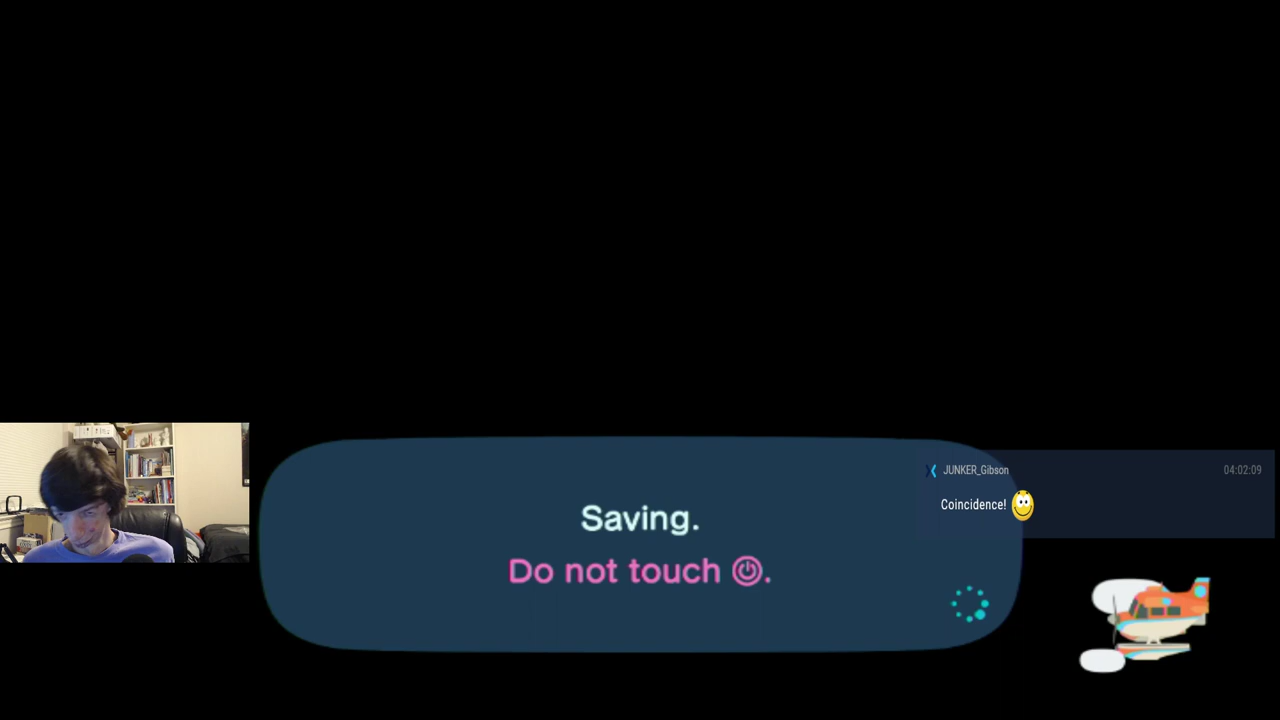 Saving.
Do not touch .
JUNKER_Gibson
04:02:09
Coincidence!